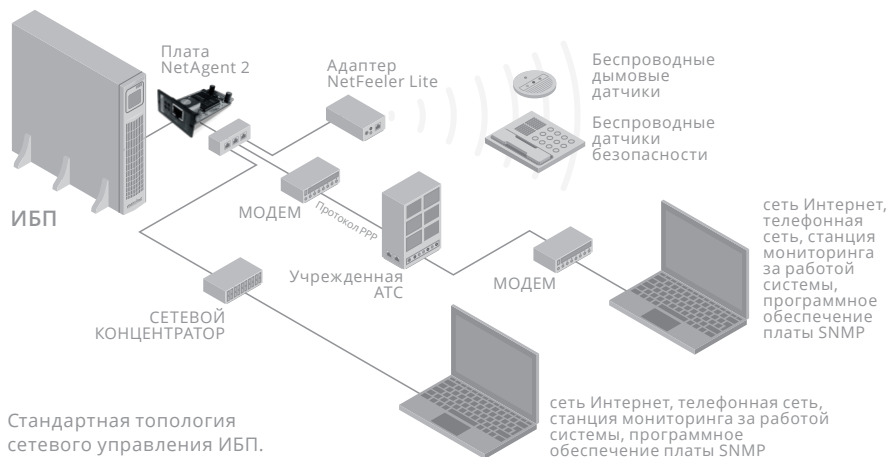 Плата
NetAgent 2
Адаптер
NetFeeler Lite
Беспроводные
дымовые
датчики
Беспроводные
датчики
безопасности
ИБП
МОДЕМ
Протокол PPP
Учрежденная
АТС
МОДЕМ
сеть Интернет,
телефонная
сеть, станция
мониторинга
за работой
системы,
программное
обеспечение
платы SNMP
СЕТЕВОЙ
КОНЦЕНТРАТОР
сеть Интернет, телефонная сеть,
станция мониторинга за работой
системы, программное
обеспечение платы SNMP
Стандартная топология
сетевого управления ИБП.